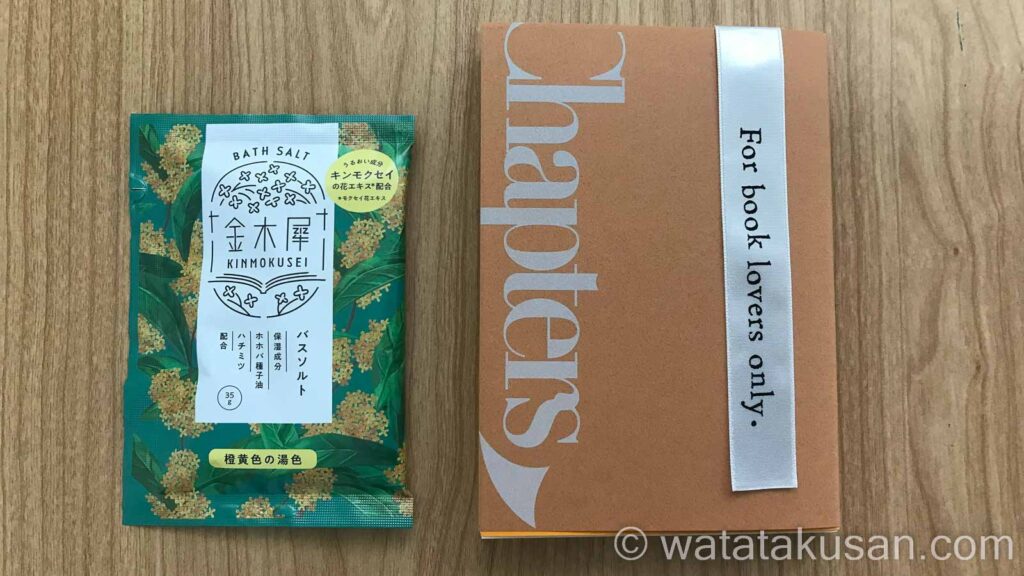 BATH SALT
金木犀
KINMOKUSEI
うるおい成分
キンモクセイ
の花エキス*配合
*モクセイ花エキス
バスソルト
保湿成分
ホホバ種子油
ハチミツ
配合
35g
橙黄色の湯色
Chapters
For book lovers only.
© watatakusan.com